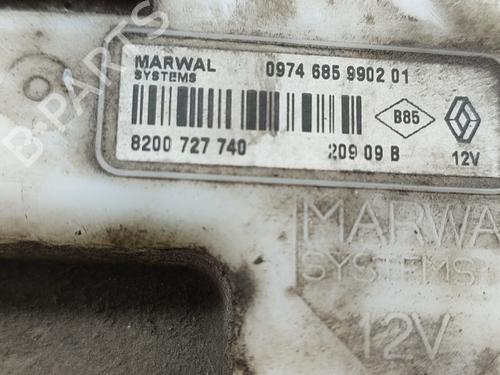 MARWAL 0974 685 9902 01
SYSTEMS
B85
8200 727 740 209 09 B 12V
MARWAL
SYSTEMS
12V
B-PARTS